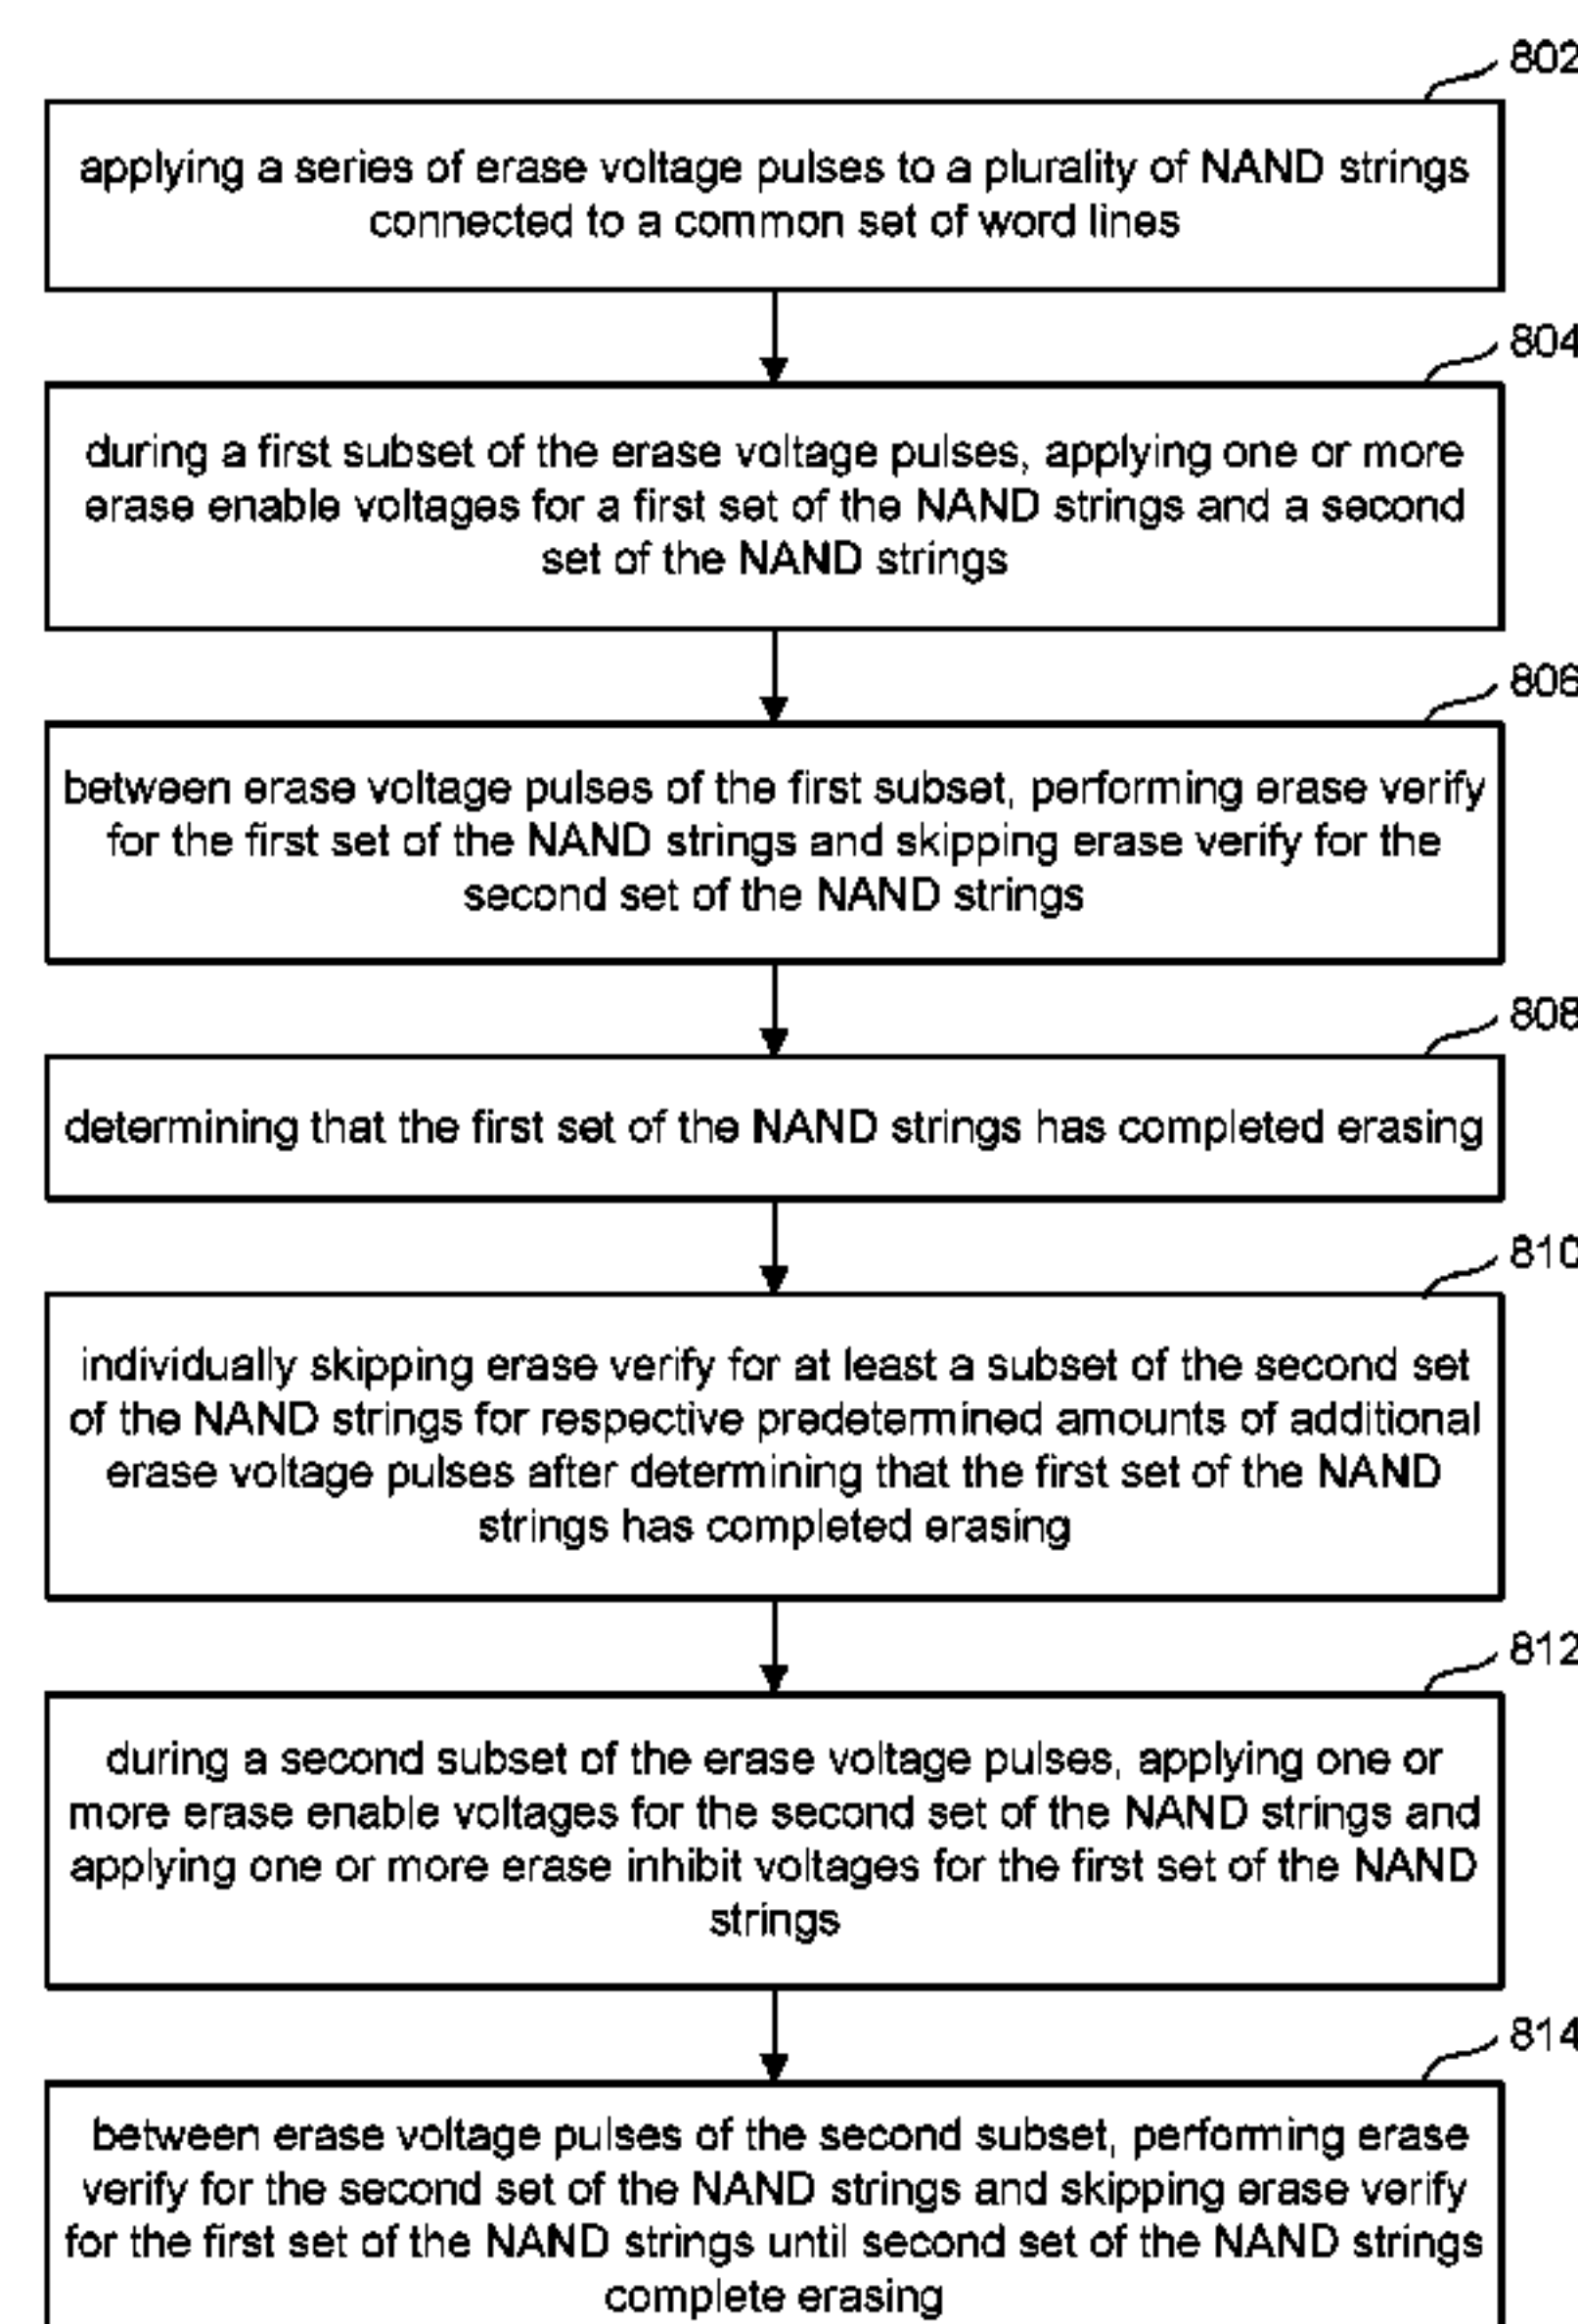 802
applying a series of erase voltage pulses to a plurality of NAND strings
connected to a common set of word lines
804
during a first subset of the erase voltage pulses, applying one or more
erase enable voltages for a first set of the NAND strings and a second
set of the NAND strings
806
between erase voltage pulses of the first subset, performing erase verify
for the first set of the NAND strings and skipping erase verify for the
second set of the NAND strings
808
determining that the first set of the NAND strings has completed erasing
810
individually skipping erase verify for at least a subset of the second set
of the NAND strings for respective predetermined amounts of additional
erase voltage pulses after determining that the first set of the NAND
strings has completed erasing
812
during a second subset of the erase voltage pulses, applying one or
more erase enable voltages for the second set of the NAND strings and
applying one or more erase inhibit voltages for the first set of the NAND
strings
814
between erase voltage pulses of the second subset, performing erase
verify for the second set of the NAND strings and skipping erase verify
for the first set of the NAND strings until second set of the NAND strings
complete erasing